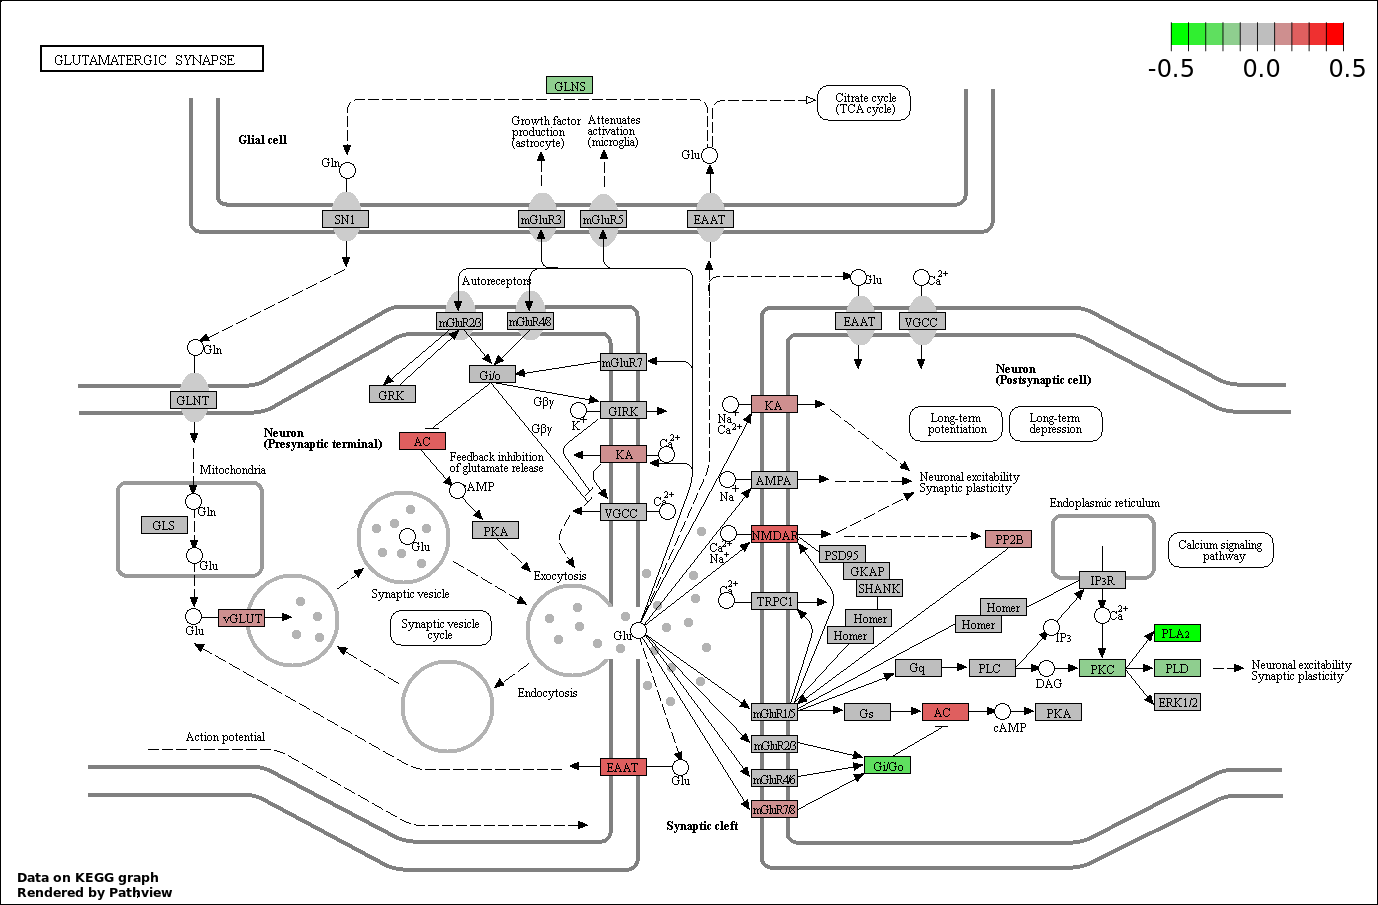 GLUTAMATERGIC SYNAPSE
-0.5 0.0 0.5
GLNS
Citrate cycle
(TCA cycle)
Growth factor
production
(astrocyte)
Attenuates
activation
(microglia)
Glial cell
Gln
Glu
SN1
mGluR3
mGluR5
EAAT
Autoreceptors
Glu
Ca2+
mGluR2/3
mGluR4/8
EAAT
VGCC
Gln
mGluR7
Gi/o
Neuron
(Postsynaptic cell)
GRK
GLNT
Gβγ
GIRK
K+
KA
Na+
Ca2+
Long-term
potentiation
Long-term
depression
Neuron
(Presynaptic terminal)
AC
Gβγ
KA
Ca2+
Feedback inhibition
of glutamate release
Mitochondria
cAMP
AMPA
Na+
Neuronal excitability
Synaptic plasticity
Gln
VGCC
Ca2+
Endoplasmic reticulum
GLS
PKA
NMDAR
Ca2+
Na+
PP2B
Glu
PSD95
Calcium signaling
pathway
Glu
GKAP
Exocytosis
SHANK
IP3R
Synaptic vesicle
Ca2+
TRPC1
Homer
Homer
Ca2+
vGLUT
Homer
Homer
Glu
Synaptic vesicle
cycle
Glu
IP3
PLA2
Gq
PLC
DAG
PKC
PLD
Neuronal excitability
Synaptic plasticity
Endocytosis
ERK1/2
mGluR1/5
Gs
AC
cAMP
PKA
Action potential
mGluR2/3
EAAT
Glu
mGluR4/6
Gi/Go
mGluR7/8
Synaptic cleft
Data on KEGG graph
Rendered by Pathview